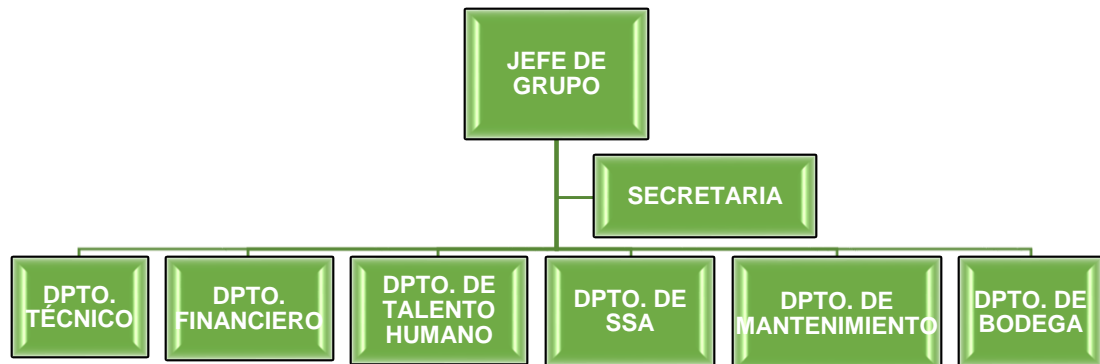 JEFE DE
GRUPO
SECRETARIA
DPTO.
TÉCNICO
DPTO.
FINANCIERO
DPTO. DE
TALENTO
HUMANO
DPTO. DE
SSA
DPTO. DE
MANTENIMIENTO
DPTO. DE
BODEGA